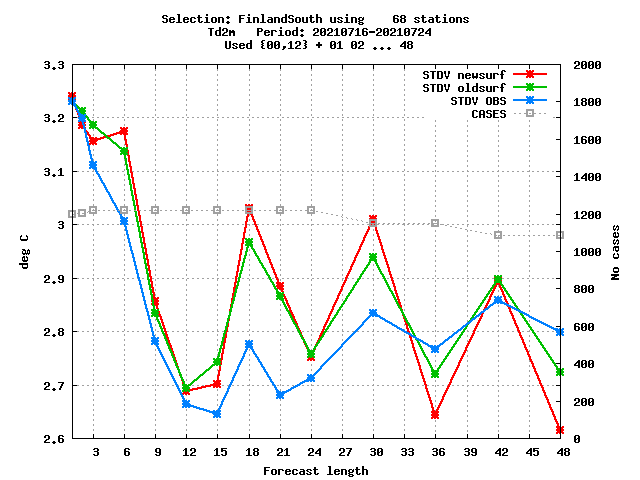 Selection: FinlandSouth using    68 stations
Td2m   Period: 20210716-20210724
Used {00,12} + 01 02 ... 48
STDV newsurf
STDV oldsurf
STDV OBS
CASES
3.3
3.2
3.1
3
2.9
2.8
2.7
2.6
deg C
2000
1800
1600
1400
1200
1000
800
600
400
200
0
No cases
3 6 9 12 15 18 21 24 27 30 33 36 39 42 45 48
Forecast length